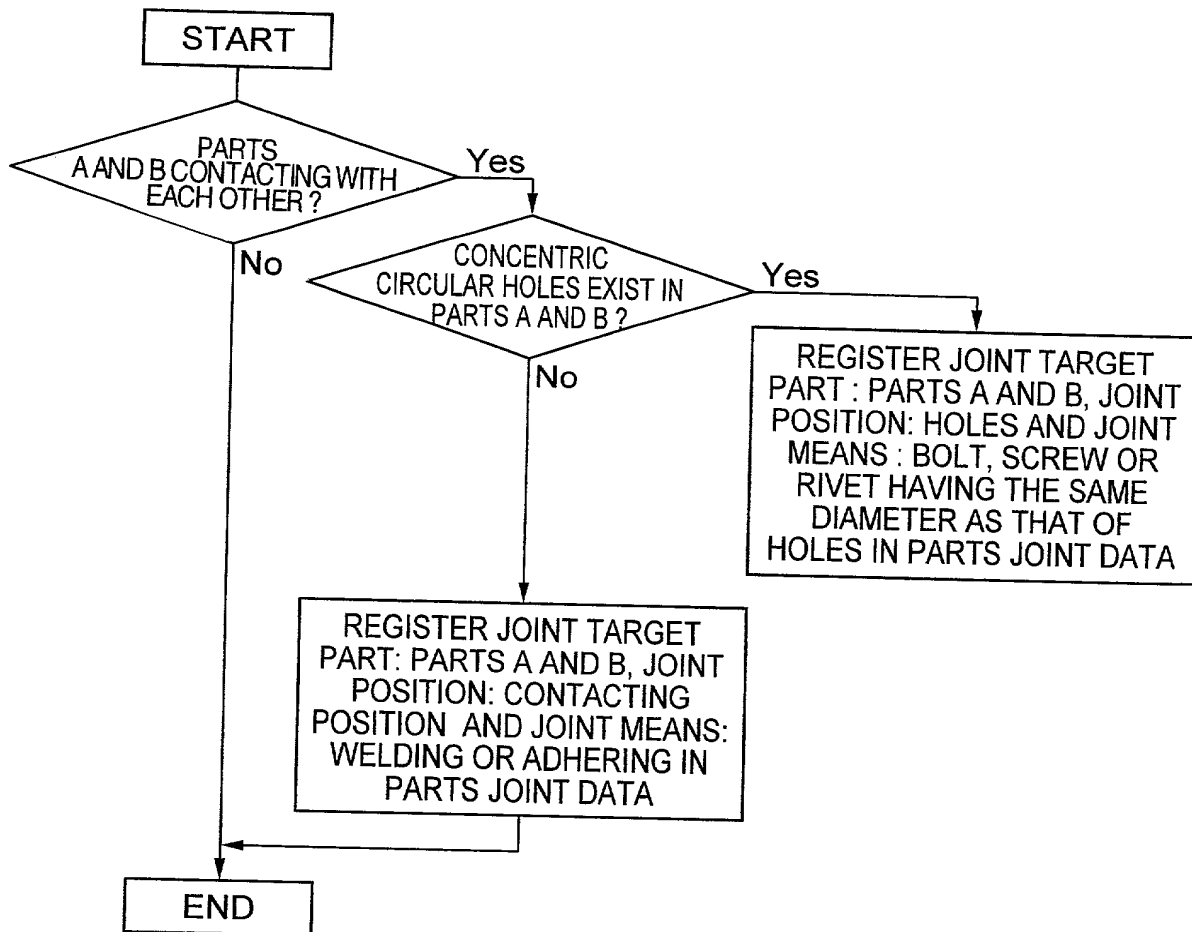 START
PARTS
A AND B CONTACTING WITH
EACH OTHER ?
Yes
No
CONCENTRIC
CIRCULAR HOLES EXIST IN
PARTS A AND B ?
Yes
No
REGISTER JOINT TARGET
PART : PARTS A AND B, JOINT
POSITION: HOLES AND JOINT
MEANS : BOLT, SCREW OR
RIVET HAVING THE SAME
DIAMETER AS THAT OF
HOLES IN PARTS JOINT DATA
REGISTER JOINT TARGET
PART: PARTS A AND B, JOINT
POSITION: CONTACTING
POSITION AND JOINT MEANS:
WELDING OR ADHERING IN
PARTS JOINT DATA
END